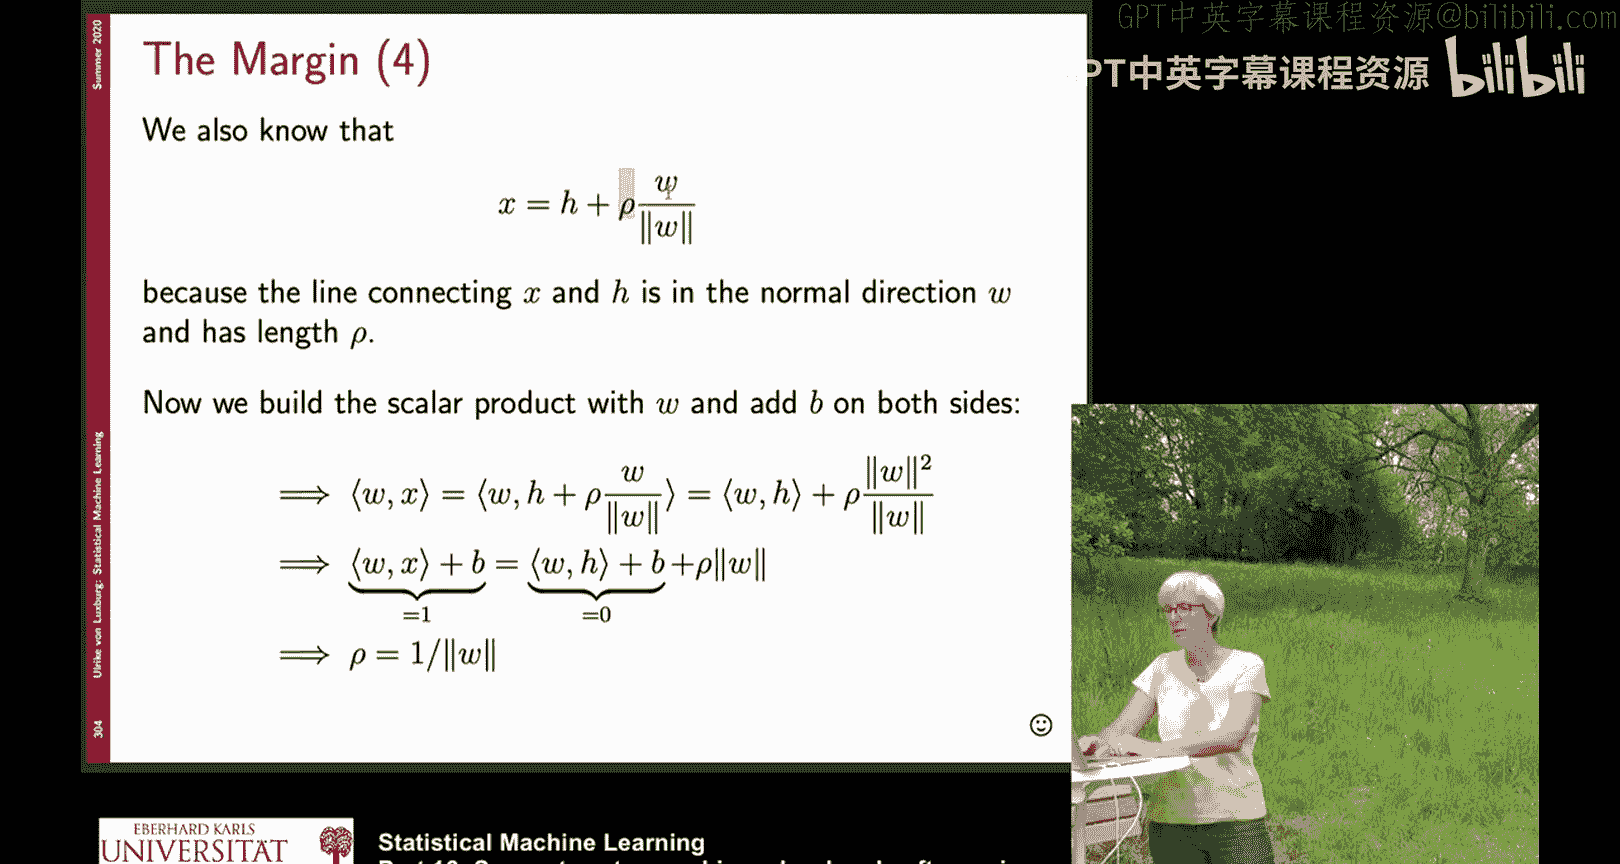 GPT中英字幕课程资源@bilibili.com
PT中英字幕课程资源 bilibili
Summer 2020
The Margin (4)
We also know that
x = h + ρ w/‖w‖
because the line connecting x and h is in the normal direction w
and has length ρ.
Now we build the scalar product with w and add b on both sides:
⟹ ⟨w, x⟩ = ⟨w, h + ρ w/‖w‖⟩ = ⟨w, h⟩ + ρ ‖w‖²/‖w‖
⟹ ⟨w, x⟩ + b = ⟨w, h⟩ + b + ρ‖w‖
=1 =0
⟹ ρ = 1/‖w‖
☺
Ulrike von Luxburg: Statistical Machine Learning
304
EBERHARD KARLS
UNIVERSITÄT
Statistical Machine Learning